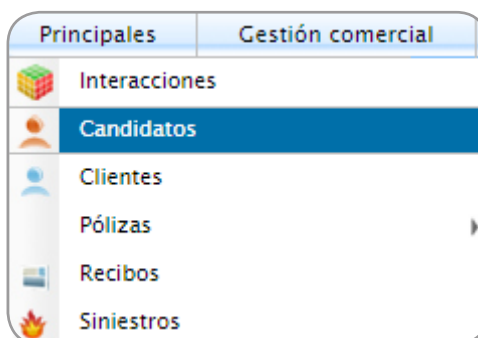 Principales Gestión comercial
Interacciones
Candidatos
Clientes
Pólizas
Recibos
Siniestros